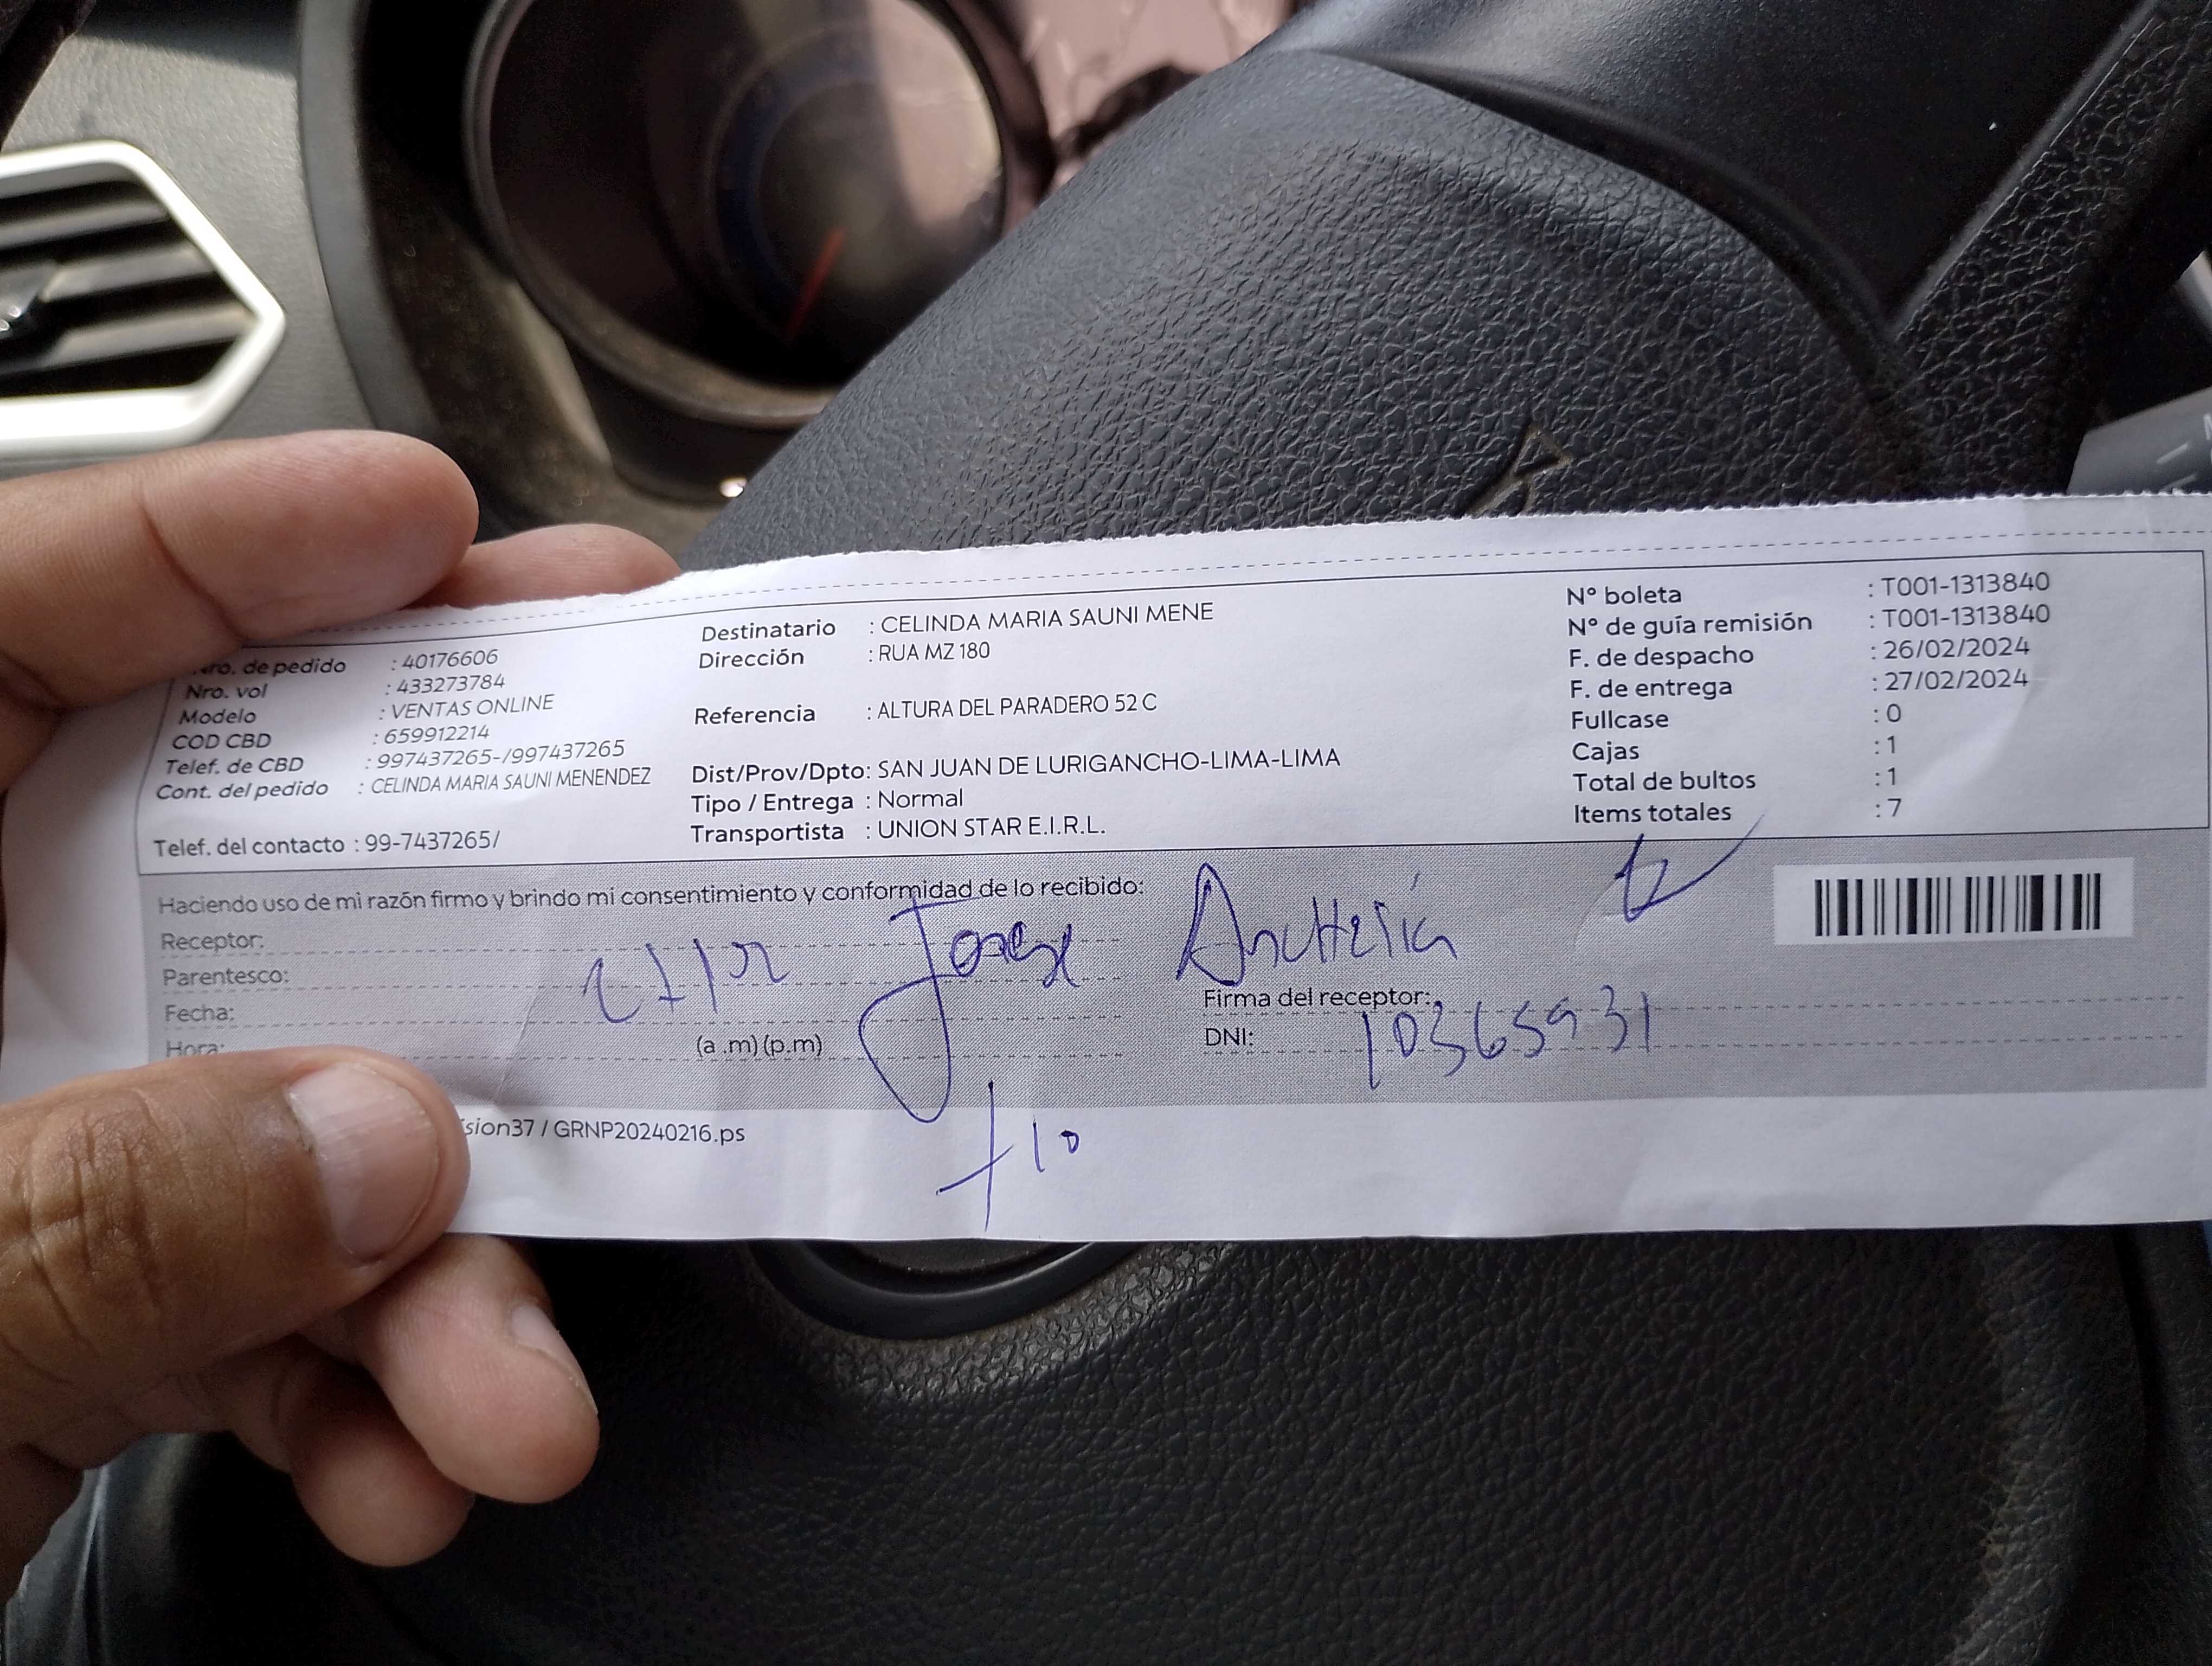 Nro. de pedido : 40176606
Nro. vol : 433273784
Modelo : VENTAS ONLINE
COD CBD : 659912214
Telef. de CBD : 997437265-/997437265
Cont. del pedido : CELINDA MARIA SAUNI MENENDEZ
Telef. del contacto : 99-7437265/
Destinatario : CELINDA MARIA SAUNI MENE
Dirección : RUA MZ 180
Referencia : ALTURA DEL PARADERO 52 C
Dist/Prov/Dpto: SAN JUAN DE LURIGANCHO-LIMA-LIMA
Tipo / Entrega : Normal
Transportista : UNION STAR E.I.R.L.
N° boleta : T001-1313840
N° de guía remisión : T001-1313840
F. de despacho : 26/02/2024
F. de entrega : 27/02/2024
Fullcase : 0
Cajas : 1
Total de bultos : 1
Items totales : 7
Haciendo uso de mi razón firmo y brindo mi consentimiento y conformidad de lo recibido:
Receptor:
Parentesco:
Fecha:
Hora: (a .m) (p.m)
Firma del receptor:
DNI: 10365931
sion37 / GRNP20240216.ps